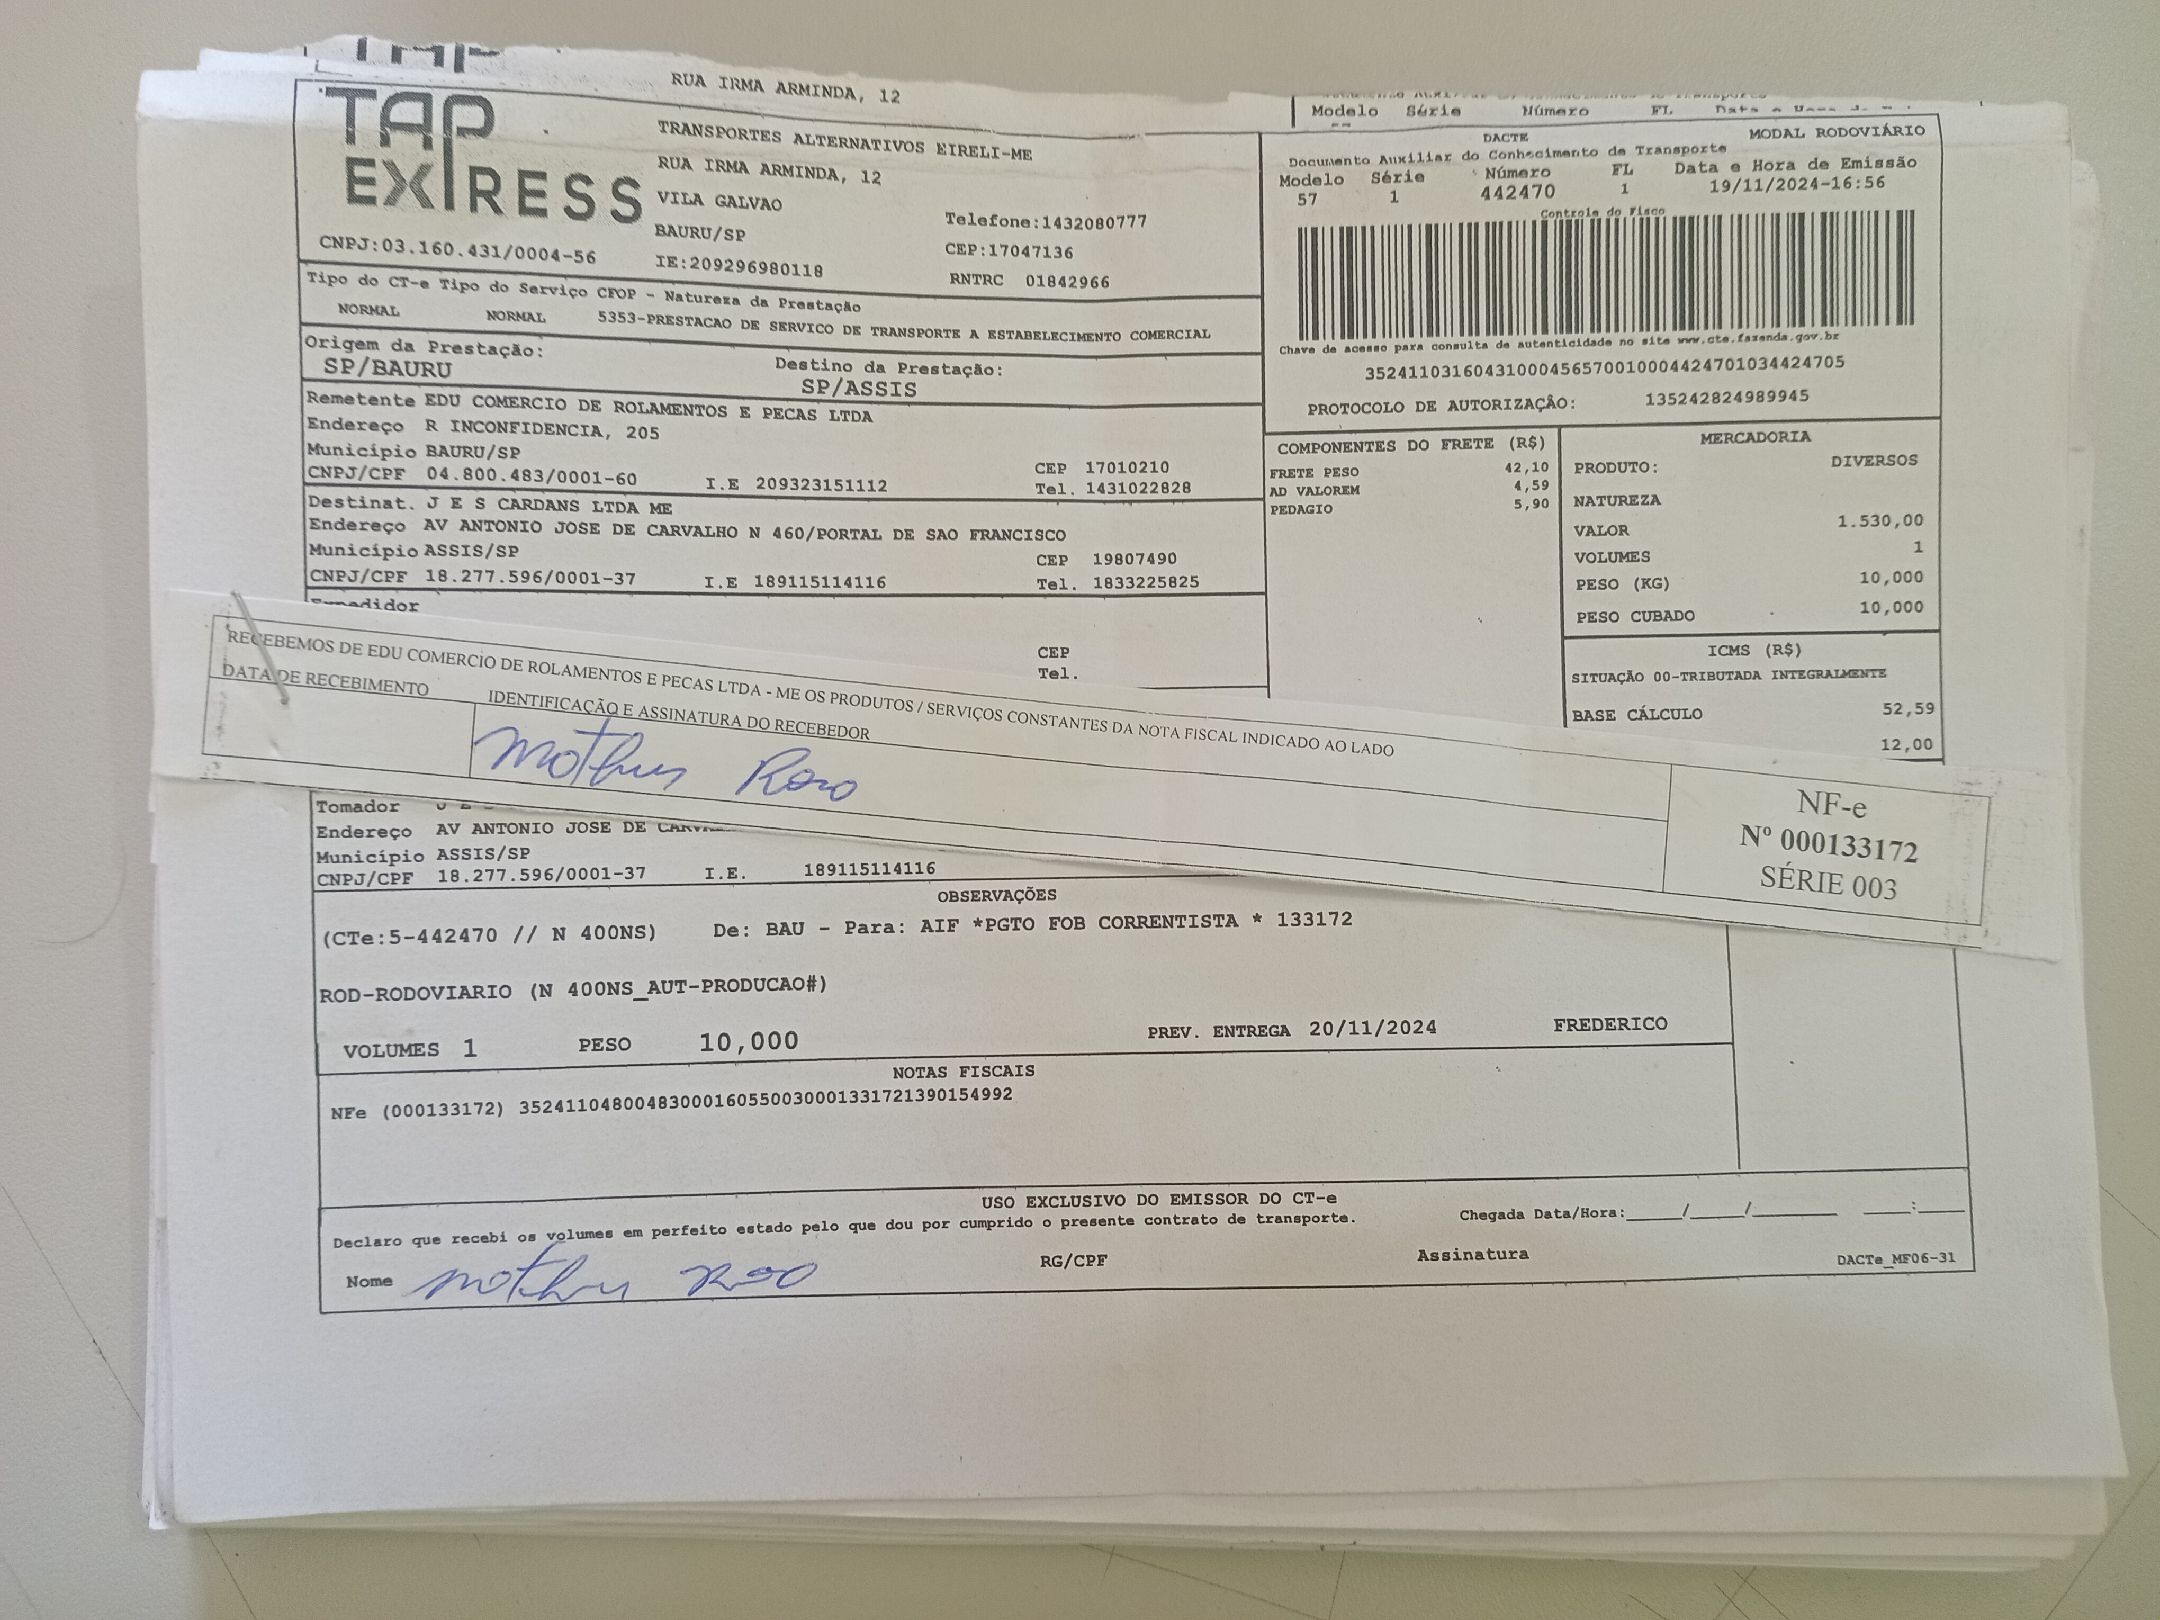 RUA IRMA ARMINDA, 12
Modelo Série Número FL
TAP EXPRESS
TRANSPORTES ALTERNATIVOS EIRELI-ME
RUA IRMA ARMINDA, 12
VILA GALVAO
BAURU/SP
Telefone:1432080777
CEP:17047136
CNPJ:03.160.431/0004-56
IE:209296980118
RNTRC 01842966
DACTE
MODAL RODOVIÁRIO
Documento Auxiliar do Conhecimento de Transporte
Modelo Série Número FL Data e Hora de Emissão
57 1 442470 1 19/11/2024-16:56
Controle do Fisco
Chave de acesso para consulta de autenticidade no site www.cte.fazenda.gov.br
35241103160431000456570010004424701034424705
PROTOCOLO DE AUTORIZAÇÂO: 135242824989945
Tipo do CT-e Tipo do Serviço CFOP - Natureza da Prestação
NORMAL NORMAL 5353-PRESTACAO DE SERVICO DE TRANSPORTE A ESTABELECIMENTO COMERCIAL
Origem da Prestação: Destino da Prestação:
SP/BAURU SP/ASSIS
Remetente EDU COMERCIO DE ROLAMENTOS E PECAS LTDA
Endereço R INCONFIDENCIA, 205
Município BAURU/SP CEP 17010210
CNPJ/CPF 04.800.483/0001-60 I.E 209323151112 Tel. 1431022828
Destinat. J E S CARDANS LTDA ME
Endereço AV ANTONIO JOSE DE CARVALHO N 460/PORTAL DE SAO FRANCISCO
Município ASSIS/SP CEP 19807490
CNPJ/CPF 18.277.596/0001-37 I.E 189115114116 Tel. 1833225825
Expedidor
CEP
Tel.
COMPONENTES DO FRETE (R$)
FRETE PESO 42,10
AD VALOREM 4,59
PEDAGIO 5,90
MERCADORIA
PRODUTO: DIVERSOS
NATUREZA
VALOR 1.530,00
VOLUMES 1
PESO (KG) 10,000
PESO CUBADO 10,000
ICMS (R$)
SITUAÇÃO 00-TRIBUTADA INTEGRALMENTE
BASE CÁLCULO 52,59
12,00
RECEBEMOS DE EDU COMERCIO DE ROLAMENTOS E PECAS LTDA - ME OS PRODUTOS / SERVIÇOS CONSTANTES DA NOTA FISCAL INDICADO AO LADO
DATA DE RECEBIMENTO IDENTIFICAÇÃO E ASSINATURA DO RECEBEDOR
NF-e
Nº 000133172
SÉRIE 003
Tomador
Endereço AV ANTONIO JOSE DE
Município ASSIS/SP
CNPJ/CPF 18.277.596/0001-37 I.E. 189115114116
OBSERVAÇÕES
(CTe:5-442470 // N 400NS) De: BAU - Para: AIF *PGTO FOB CORRENTISTA * 133172
ROD-RODOVIARIO (N 400NS_AUT-PRODUCAO#)
VOLUMES 1 PESO 10,000 PREV. ENTREGA 20/11/2024 FREDERICO
NOTAS FISCAIS
NFe (000133172) 35241104800483000160550030001331721390154992
USO EXCLUSIVO DO EMISSOR DO CT-e
Declaro que recebi os volumes em perfeito estado pelo que dou por cumprido o presente contrato de transporte. Chegada Data/Hora:_____/_____/________ ____:____
Nome RG/CPF Assinatura DACTe_MF06-31